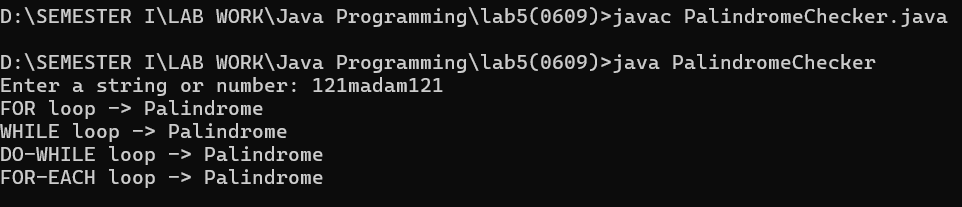 D:\SEMESTER I\LAB WORK\Java Programming\lab5(0609)>javac PalindromeChecker.java
D:\SEMESTER I\LAB WORK\Java Programming\lab5(0609)>java PalindromeChecker
Enter a string or number: 121madam121
FOR loop -> Palindrome
WHILE loop -> Palindrome
DO-WHILE loop -> Palindrome
FOR-EACH loop -> Palindrome